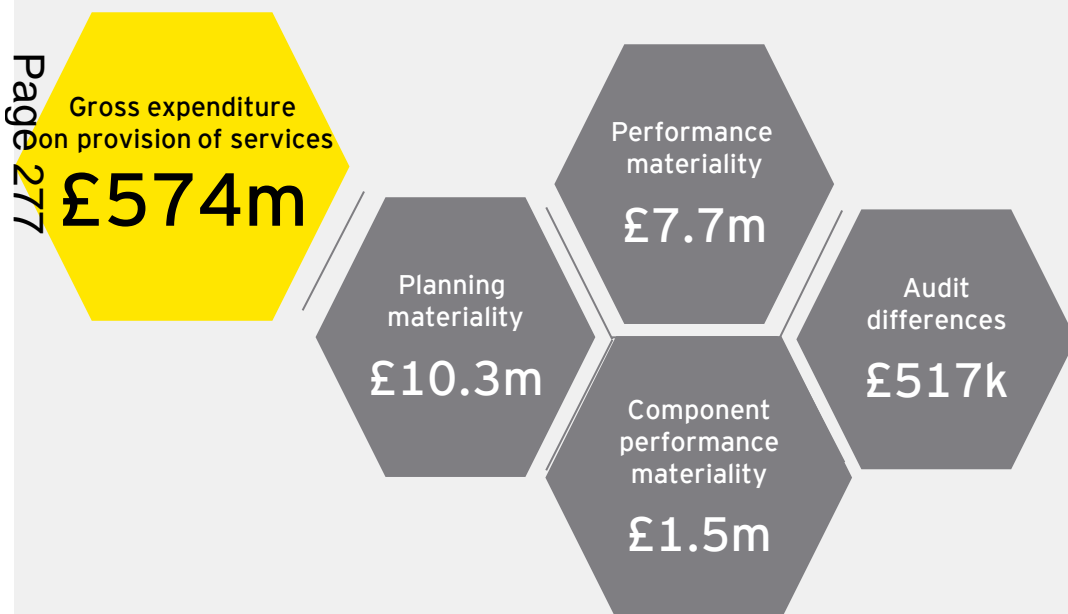 Page 277
Gross expenditure
on provision of services
£574m
Planning
materiality
£10.3m
Performance
materiality
£7.7m
Component
performance
materiality
£1.5m
Audit
differences
£517k